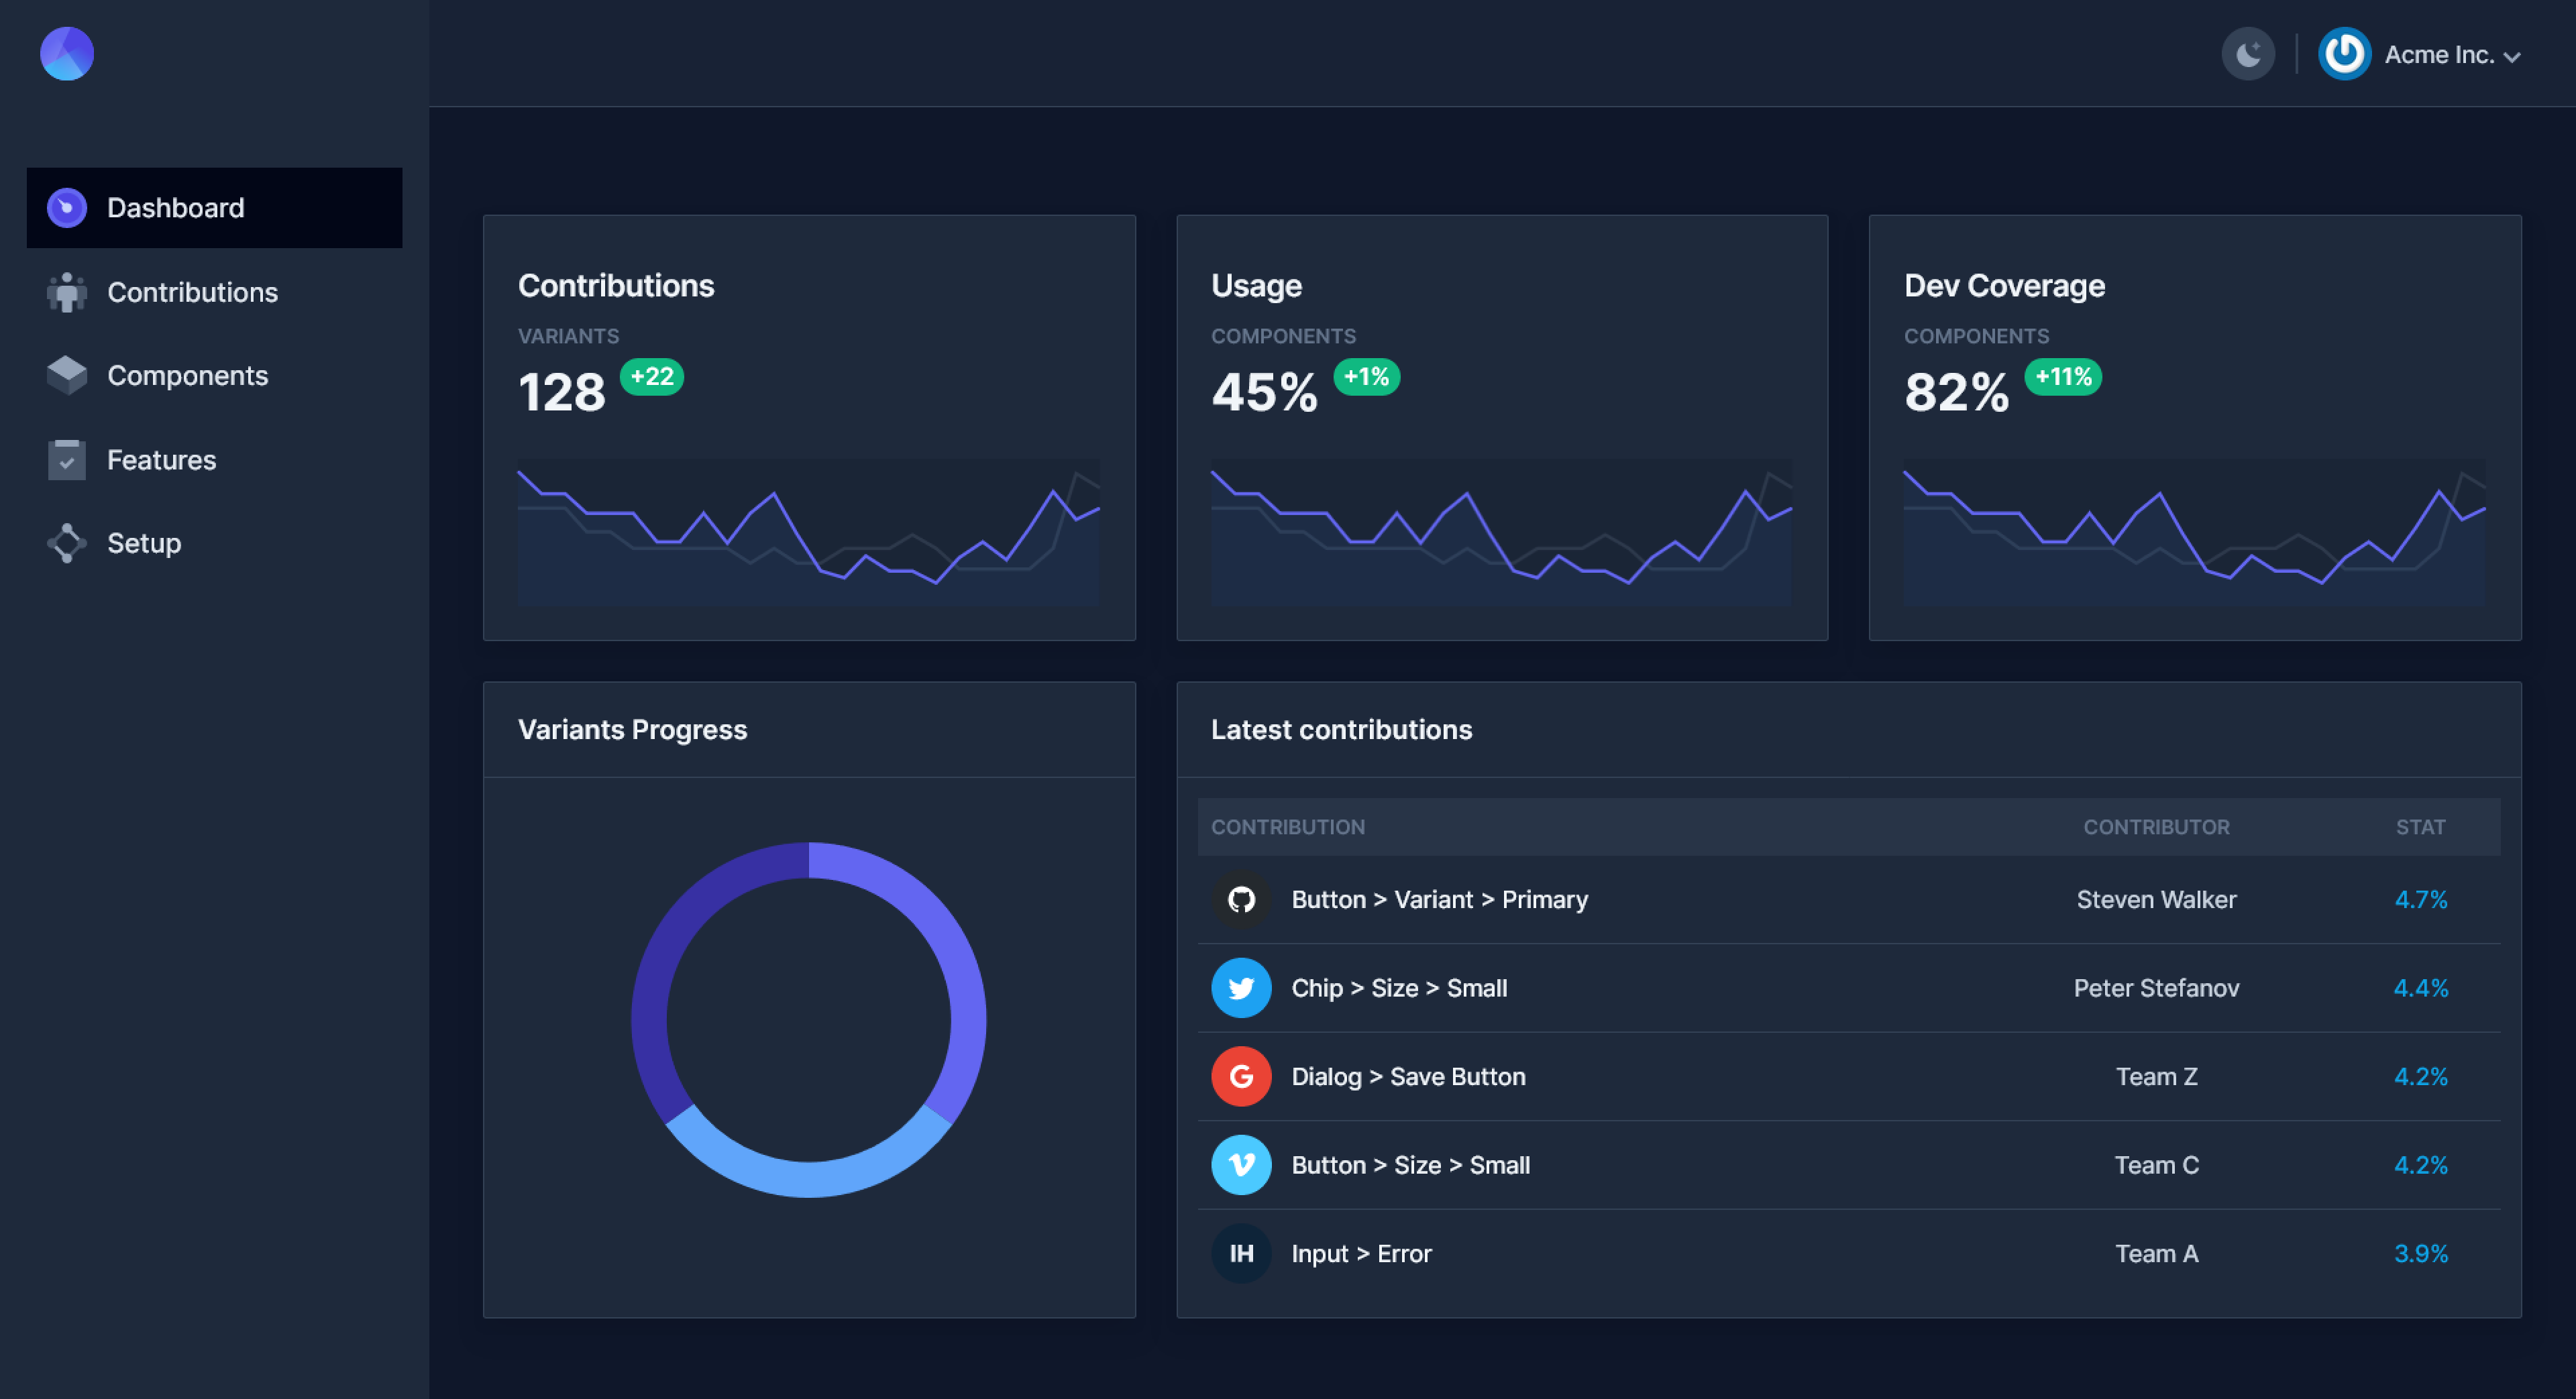 Acme Inc.
Dashboard
Contributions
Components
Features
Setup
Contributions
VARIANTS
128 +22
Usage
COMPONENTS
45% +1%
Dev Coverage
COMPONENTS
82% +11%
Variants Progress
Latest contributions
CONTRIBUTION CONTRIBUTOR STAT
Button > Variant > Primary Steven Walker 4.7%
Chip > Size > Small Peter Stefanov 4.4%
G Dialog > Save Button Team Z 4.2%
Button > Size > Small Team C 4.2%
IH Input > Error Team A 3.9%